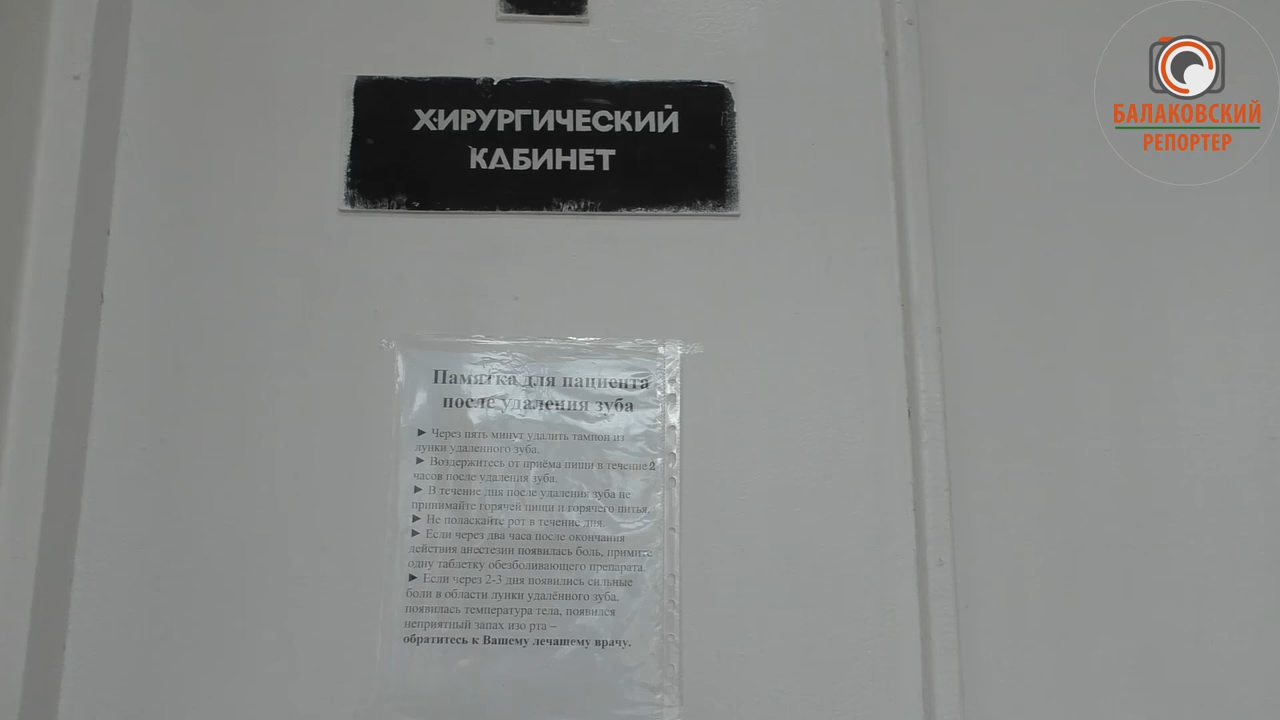 ХИРУРГИЧЕСКИЙ
КАБИНЕТ
БАЛАКОВСКИЙ
РЕПОРТЕР
Памятка для пациента
после удаления зуба
► Через пять минут удалить тампон из
лунки удаленного зуба.
► Воздержитесь от приёма пищи в течение 2
часов после удаления зуба.
► В течение дня после удаления зуба не
принимайте горячей пищи и горячего питья.
► Не поласкайте рот в течение дня.
► Если через два часа после окончания
действия анестезии появилась боль, примите
одну таблетку обезболивающего препарата.
► Если через 2-3 дня появились сильные
боли в области лунки удалённого зуба,
появилась температура тела, появился
неприятный запах изо рта –
обратитесь к Вашему лечащему врачу.